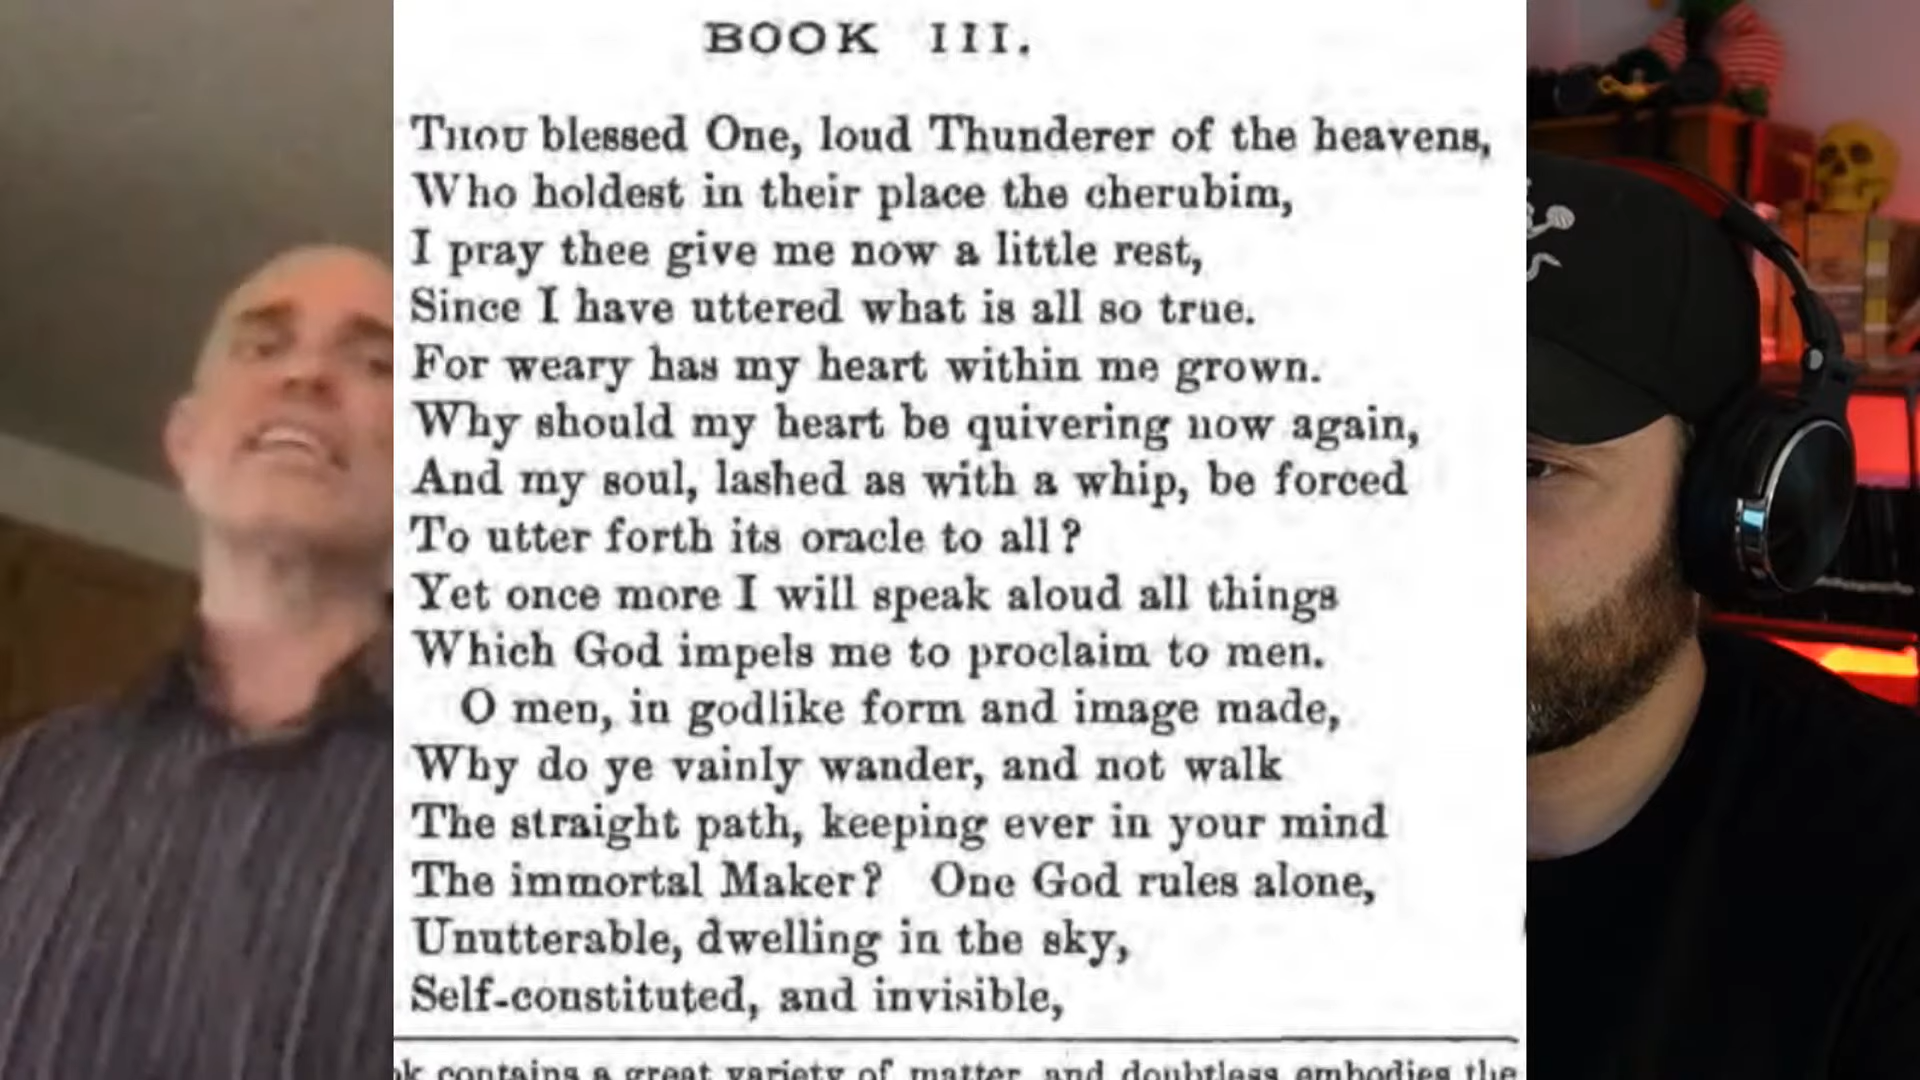 BOOK III.
THOU blessed One, loud Thunderer of the heavens,
Who holdest in their place the cherubim,
I pray thee give me now a little rest,
Since I have uttered what is all so true.
For weary has my heart within me grown.
Why should my heart be quivering now again,
And my soul, lashed as with a whip, be forced
To utter forth its oracle to all?
Yet once more I will speak aloud all things
Which God impels me to proclaim to men.
O men, in godlike form and image made,
Why do ye vainly wander, and not walk
The straight path, keeping ever in your mind
The immortal Maker? One God rules alone,
Unutterable, dwelling in the sky,
Self-constituted, and invisible,
contains a great variety of matter, and doubtless embodies the